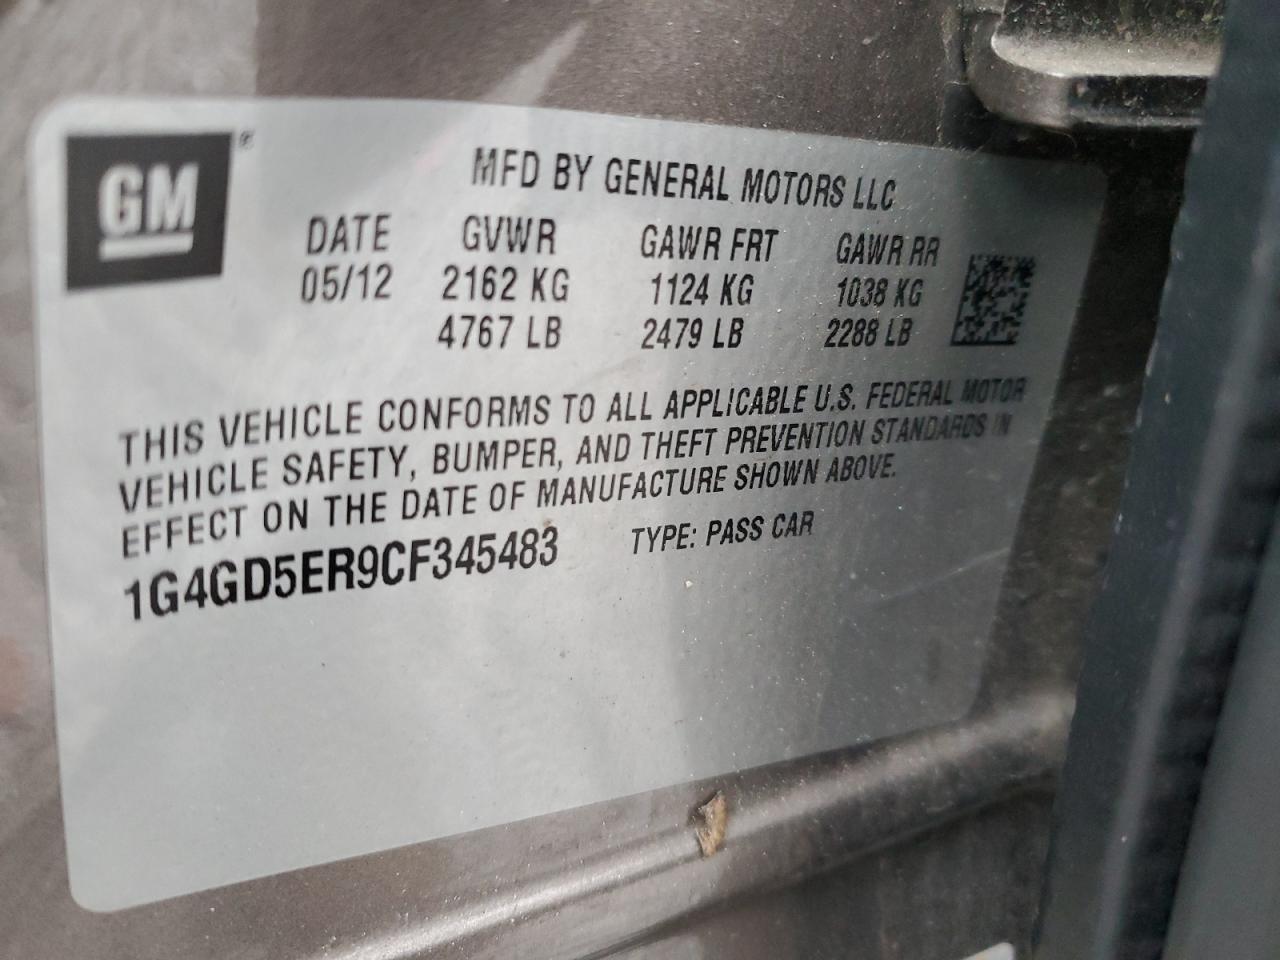 GM®
MFD BY GENERAL MOTORS LLC
DATE GVWR GAWR FRT GAWR RR
05/12 2162 KG 1124 KG 1038 KG
4767 LB 2479 LB 2288 LB
THIS VEHICLE CONFORMS TO ALL APPLICABLE U.S. FEDERAL MOTOR
VEHICLE SAFETY, BUMPER, AND THEFT PREVENTION STANDARDS IN
EFFECT ON THE DATE OF MANUFACTURE SHOWN ABOVE.
1G4GD5ER9CF345483 TYPE: PASS CAR